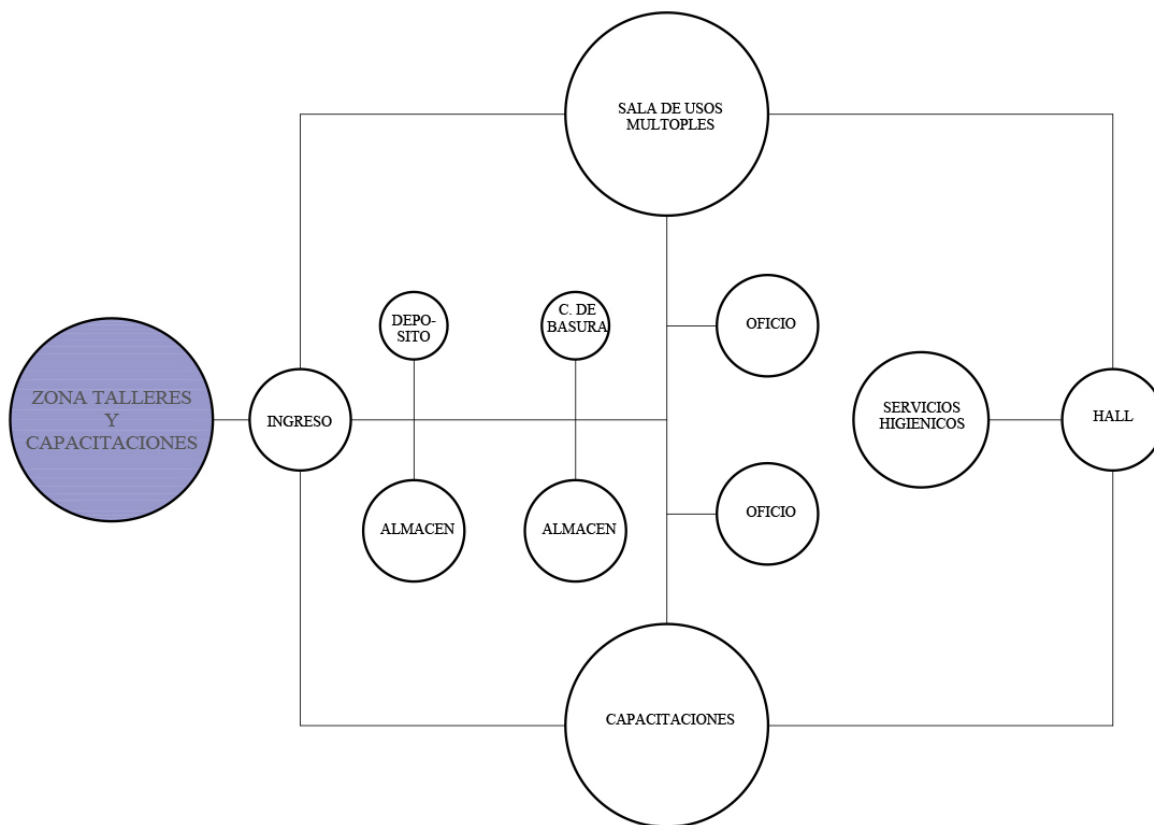 SALA DE USOS
MULTOPLES
DEPO-
SITO
C. DE
BASURA
OFICIO
ZONA TALLERES
Y
CAPACITACIONES
INGRESO
SERVICIOS
HIGIENICOS
HALL
ALMACEN
ALMACEN
OFICIO
CAPACITACIONES